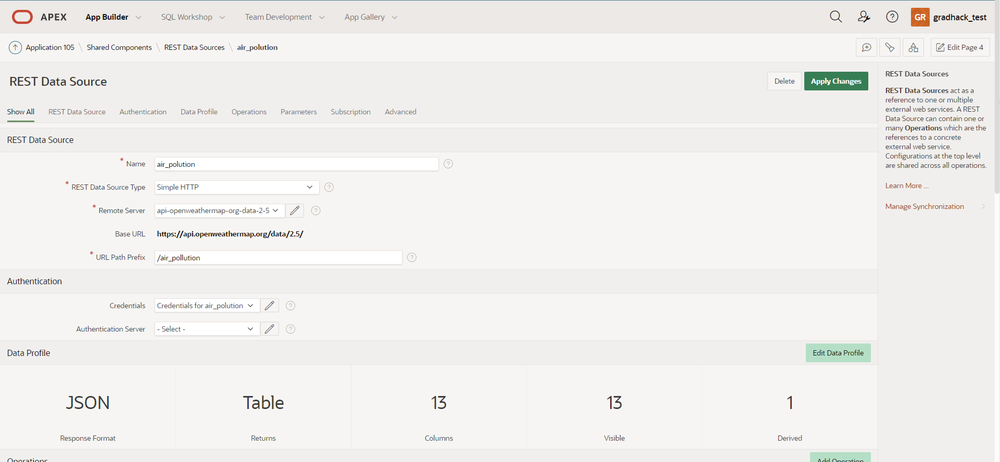 APEX App Builder SQL Workshop Team Development App Gallery GR gradhack_test
Application 105 Shared Components REST Data Sources air_polution Edit Page 4
REST Data Source Delete Apply Changes
Show All REST Data Source Authentication Data Profile Operations Parameters Subscription Advanced
REST Data Source
* Name air_polution ?
* REST Data Source Type Simple HTTP ?
* Remote Server api-openweathermap-org-data-2-5 ?
Base URL https://api.openweathermap.org/data/2.5/
* URL Path Prefix /air_pollution ?
Authentication
Credentials Credentials for air_polution ?
Authentication Server - Select - ?
Data Profile Edit Data Profile
JSON Table 13 13 1
Response Format Returns Columns Visible Derived
Operations Add Operation
REST Data Sources
REST Data Sources act as a
reference to one or multiple
external web services. A REST
Data Source can contain one or
many Operations which are the
references to a concrete
external web service.
Configurations at the top level
are shared across all operations.
Learn More ...
Manage Synchronization